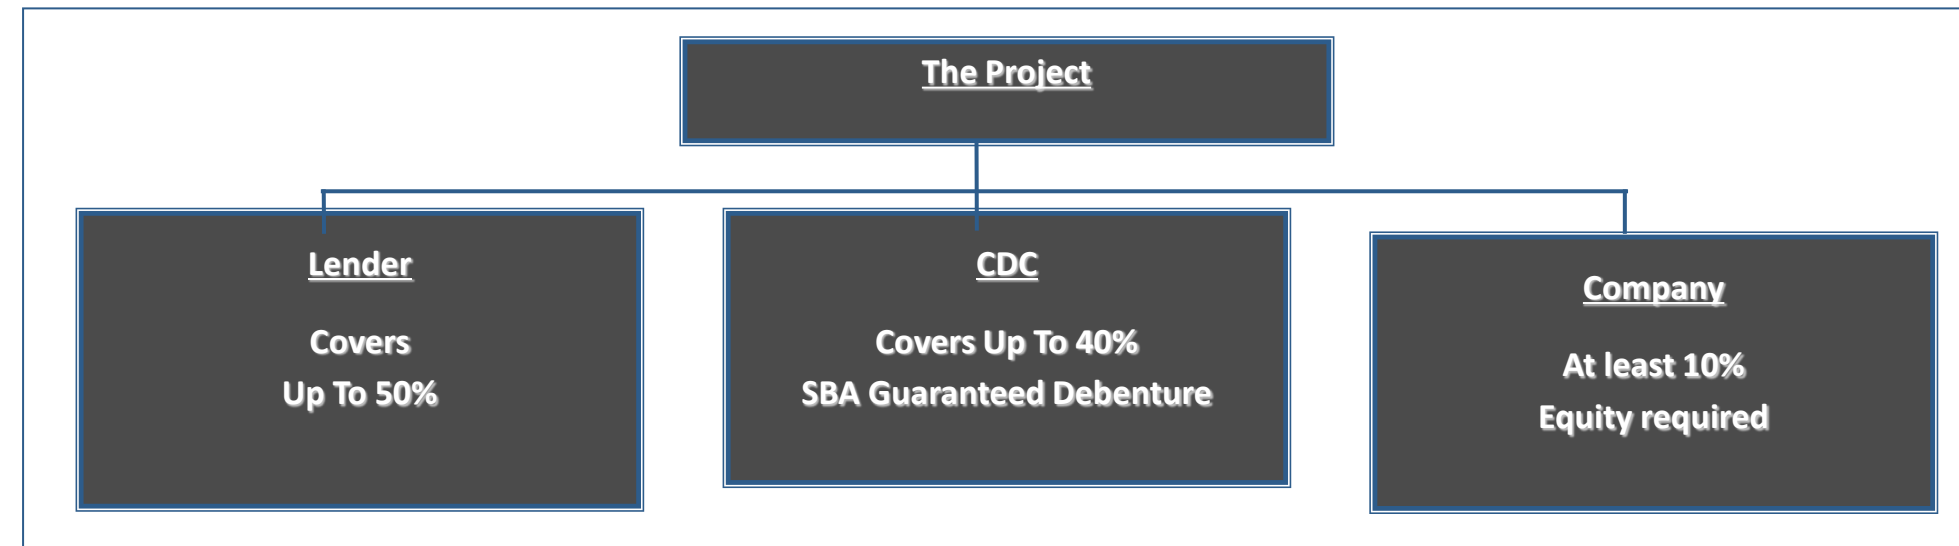 The Project
Lender
Covers
Up To 50%
CDC
Covers Up To 40%
SBA Guaranteed Debenture
Company
At least 10%
Equity required